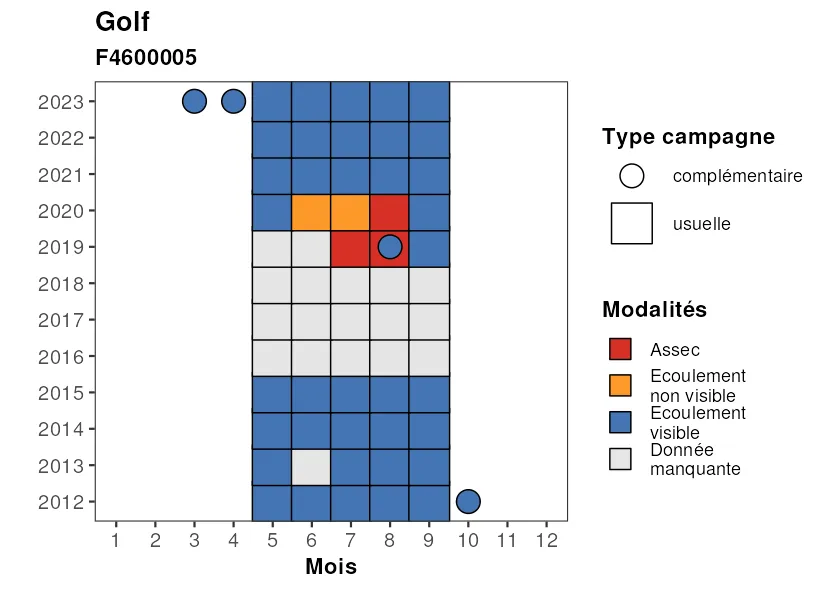 Golf
F4600005
2023
2022
2021
2020
2019
2018
2017
2016
2015
2014
2013
2012
1 2 3 4 5 6 7 8 9 10 11 12
Mois
Type campagne
complémentaire
usuelle
Modalités
Assec
Ecoulement
non visible
Ecoulement
visible
Donnée
manquante